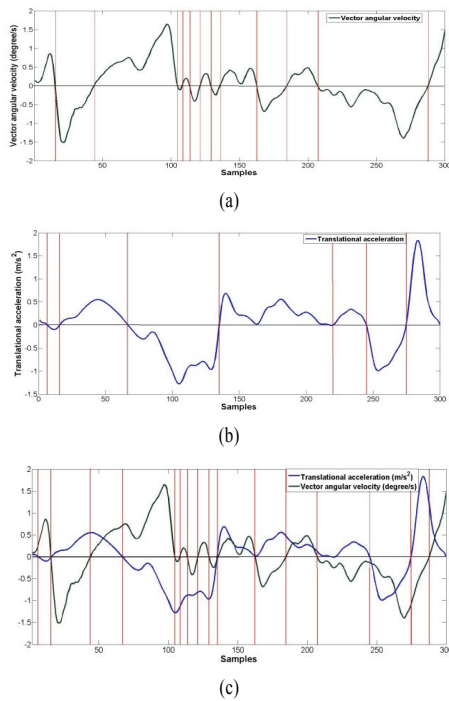 2
1.5
1
0.5
0
-0.5
-1
-1.5
-2
Vector angular velocity (degree/s)
Vector angular velocity
50 100 150 200 250 300
Samples
(a)
2
1.5
1
0.5
0
-0.5
-1
-1.5
Translational acceleration (m/s²)
Translational acceleration
0 50 100 150 200 250 300
Samples
(b)
2
1.5
1
0.5
0
-0.5
-1
-1.5
-2
Translational acceleration (m/s²)
Vector angular velocity (degree/s)
50 100 150 200 250 300
Samples
(c)